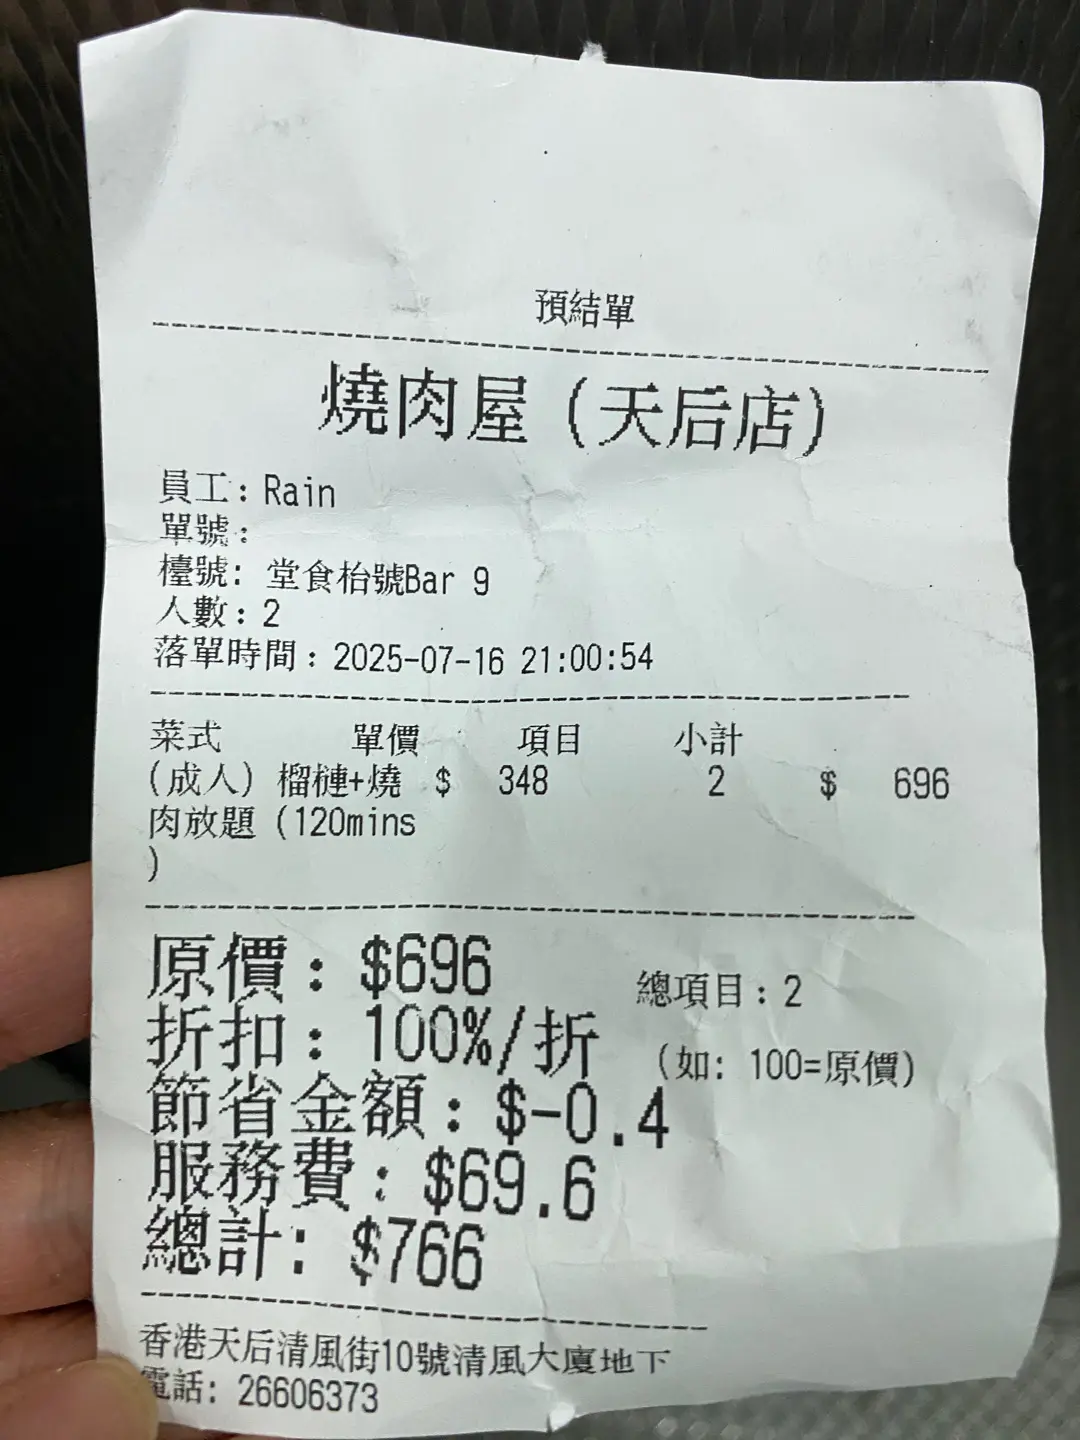 預結單
燒肉屋（天后店）
員工：Rain
單號：
檯號: 堂食枱號Bar 9
人數：2
落單時間：2025-07-16 21:00:54
菜式 單價 項目 小計
（成人）榴槤+燒 $ 348 2 $ 696
肉放題（120mins
）
原價：$696
總項目：2
折扣：100%/折
（如: 100=原價）
節省金額：$-0.4
服務費：$69.6
總計: $766
香港天后清風街10號清風大廈地下
電話: 26606373